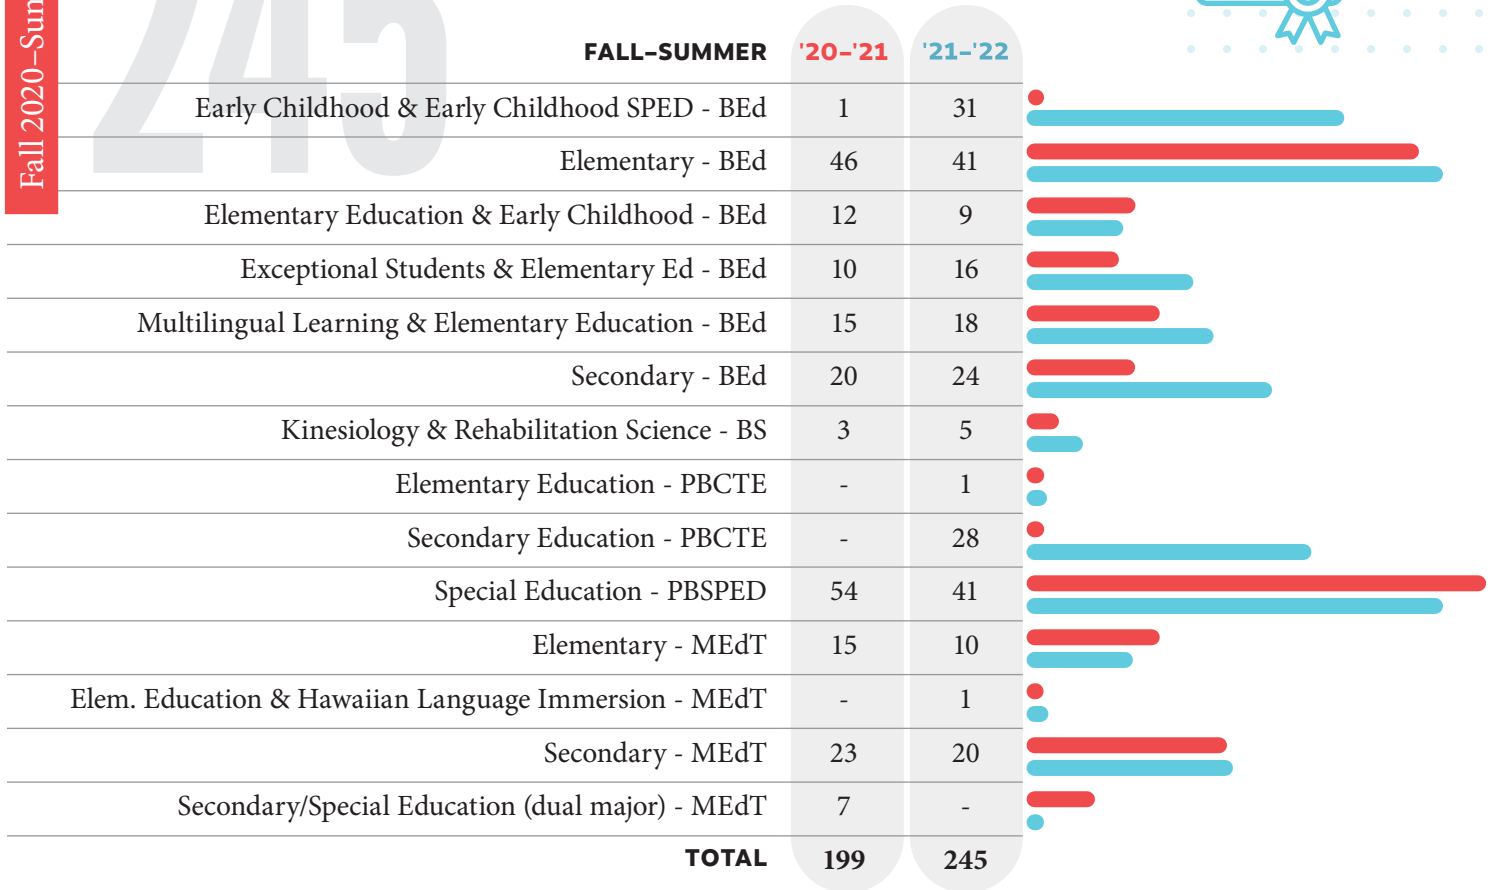 245
Fall 2020–Sun
FALL–SUMMER '20–'21 '21–'22
Early Childhood & Early Childhood SPED - BEd 1 31
Elementary - BEd 46 41
Elementary Education & Early Childhood - BEd 12 9
Exceptional Students & Elementary Ed - BEd 10 16
Multilingual Learning & Elementary Education - BEd 15 18
Secondary - BEd 20 24
Kinesiology & Rehabilitation Science - BS 3 5
Elementary Education - PBCTE - 1
Secondary Education - PBCTE - 28
Special Education - PBSPED 54 41
Elementary - MEdT 15 10
Elem. Education & Hawaiian Language Immersion - MEdT - 1
Secondary - MEdT 23 20
Secondary/Special Education (dual major) - MEdT 7 -
TOTAL 199 245